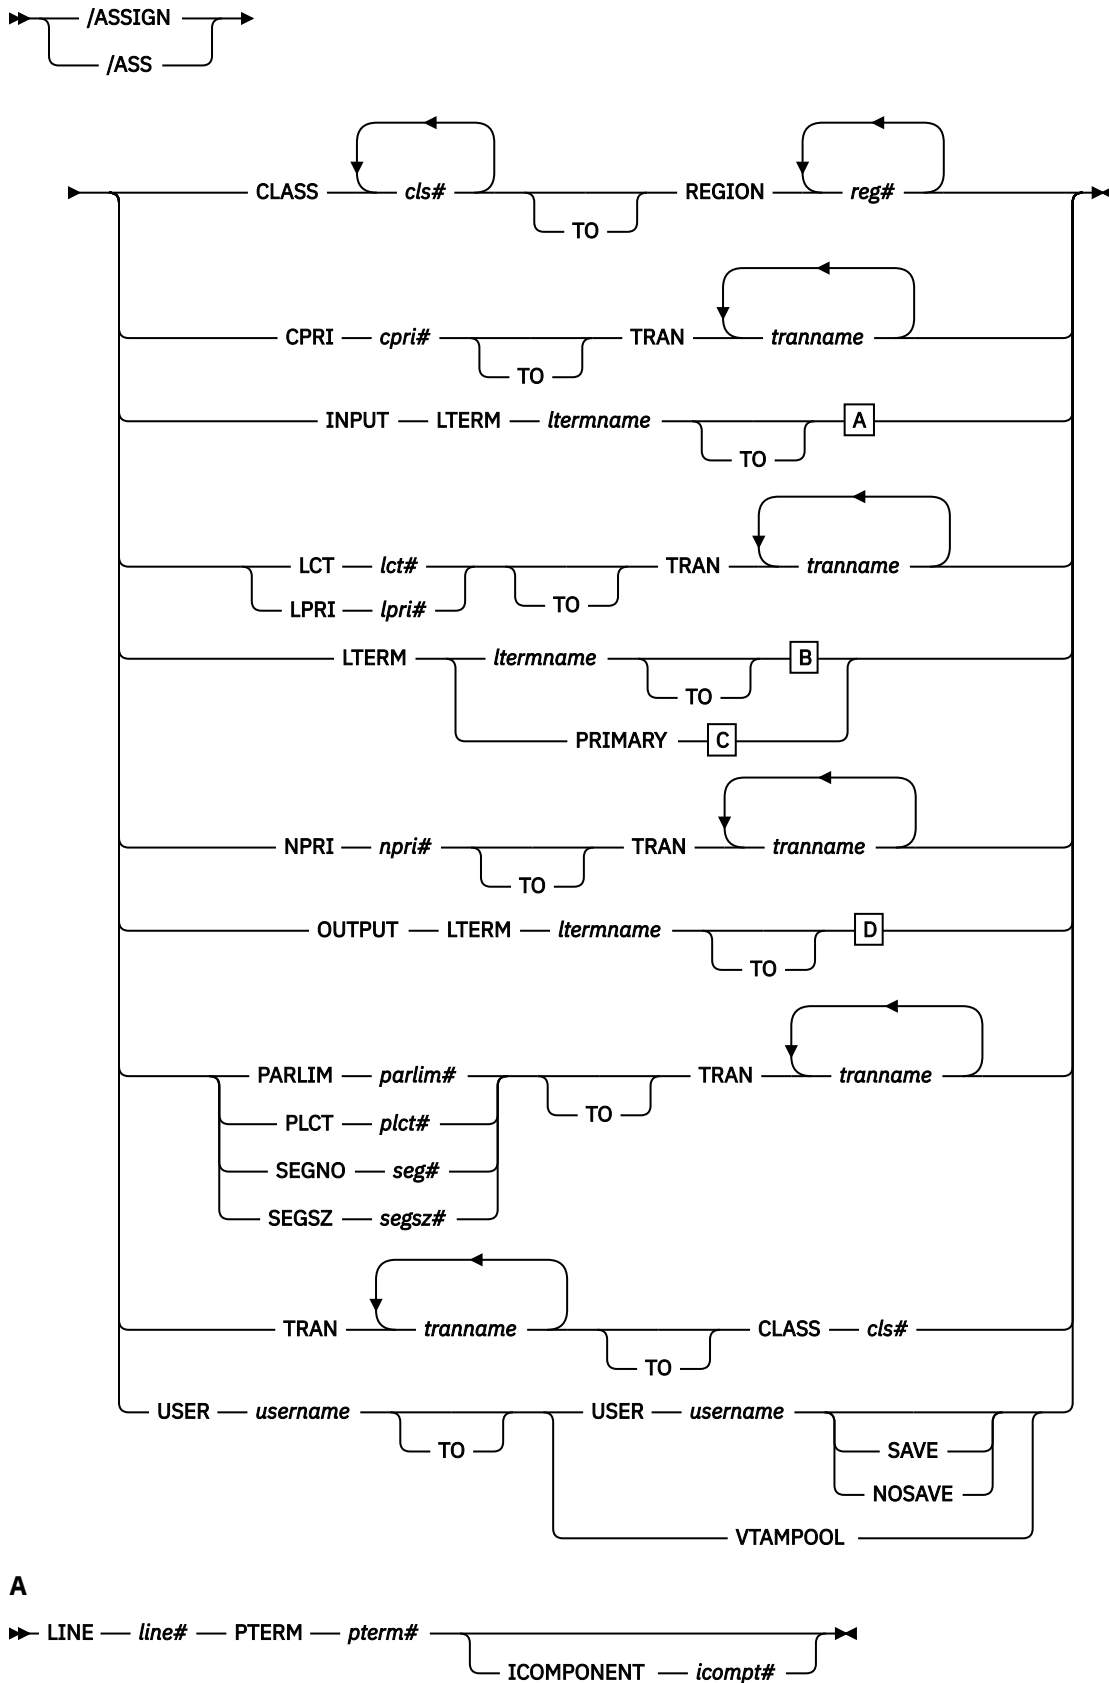 /ASSIGN
/ASS
CLASS cls# REGION reg#
TO
CPRI cpri# TRAN tranname
TO
INPUT LTERM ltermname A
TO
LCT lct# TRAN tranname
TO
LPRI lpri#
LTERM ltermname B
TO
PRIMARY C
NPRI npri# TRAN tranname
TO
OUTPUT LTERM ltermname D
TO
PARLIM parlim# TRAN tranname
TO
PLCT plct#
SEGNO seg#
SEGSZ segsz#
TRAN tranname CLASS cls#
TO
USER username USER username
TO SAVE
NOSAVE
VTAMPOOL
A
LINE line# PTERM pterm#
ICOMPONENT icompt#